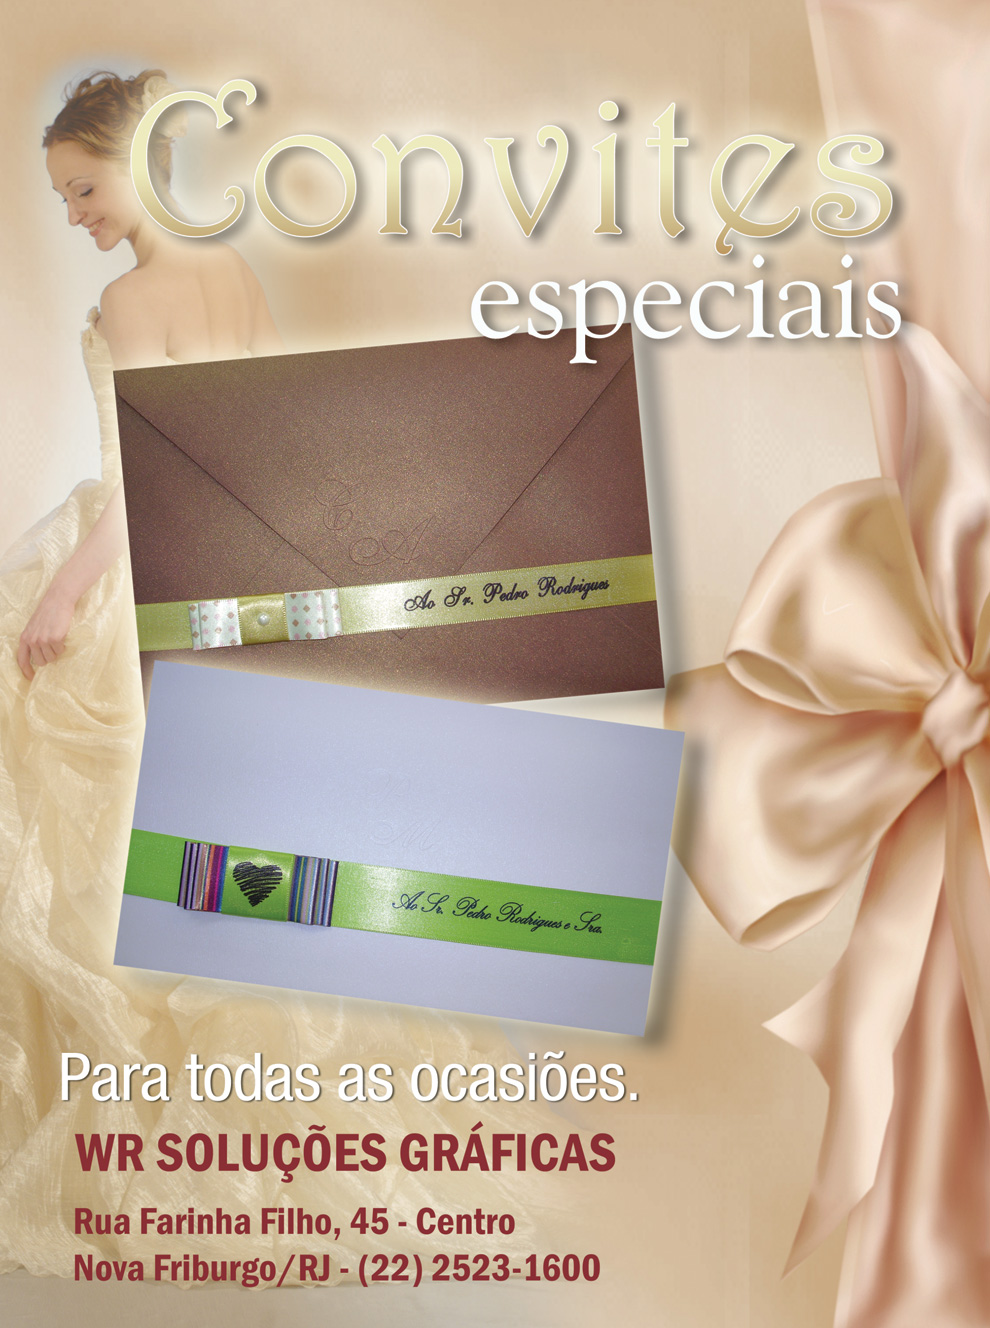 Convites
especiais
C
A
Ao Sr. Pedro Rodrigues
Ao Sr. Pedro Rodrigues e Sra.
Para todas as ocasiões.
WR SOLUÇÕES GRÁFICAS
Rua Farinha Filho, 45 - Centro
Nova Friburgo/RJ - (22) 2523-1600